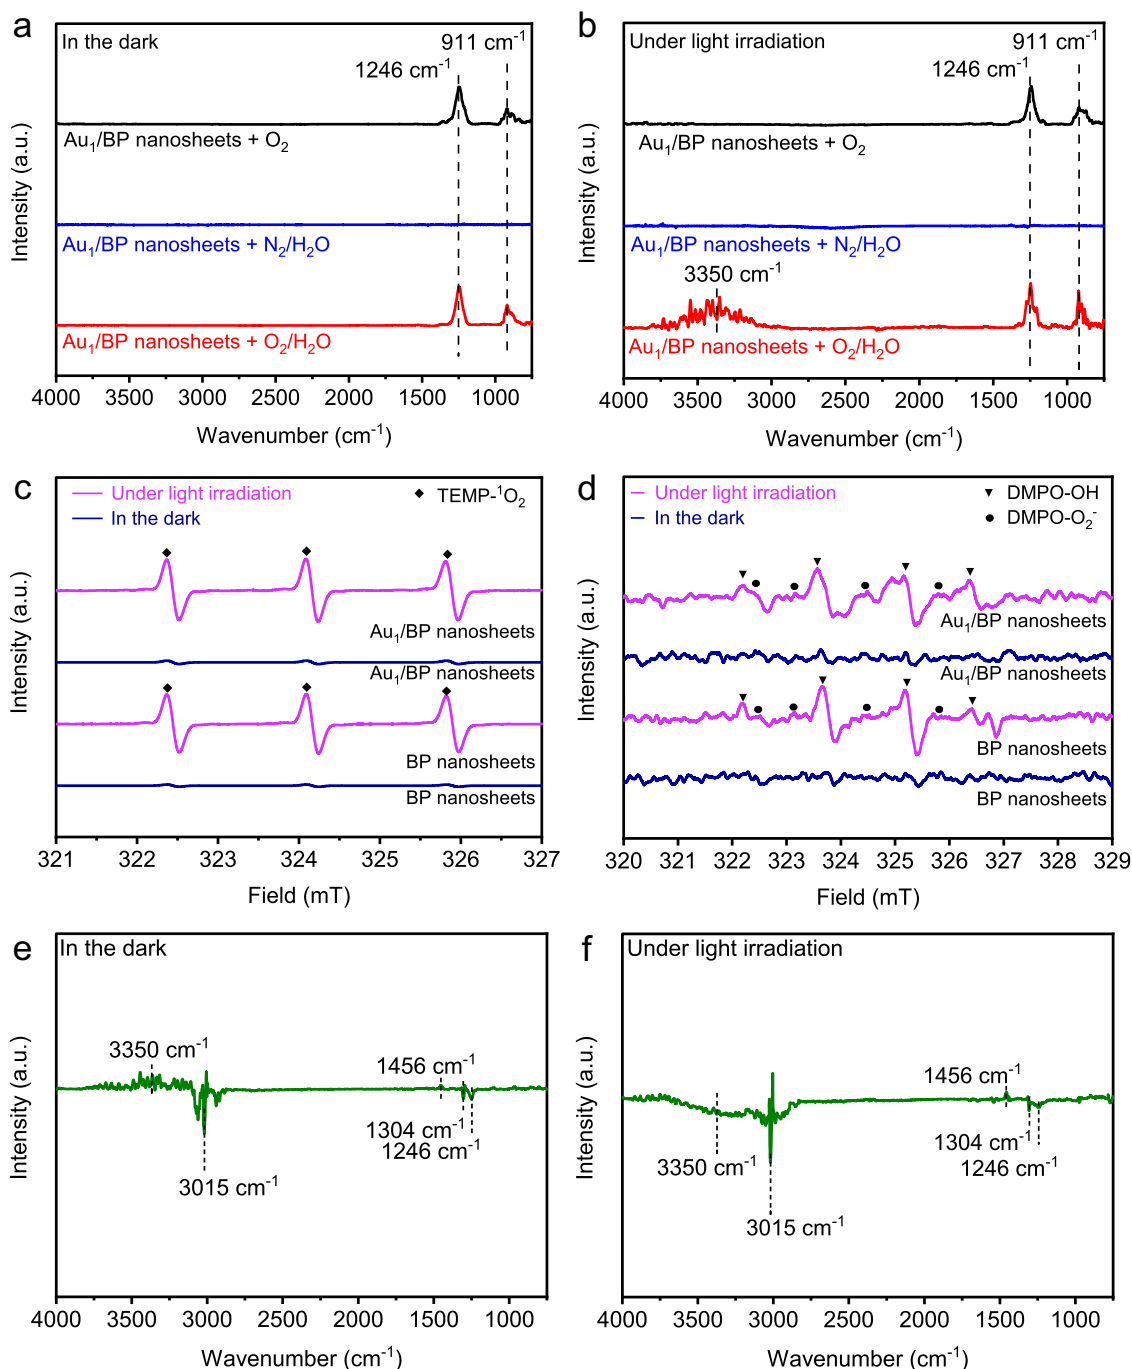 a
In the dark
911 cm⁻¹
1246 cm⁻¹
Au₁/BP nanosheets + O₂
Au₁/BP nanosheets + N₂/H₂O
Au₁/BP nanosheets + O₂/H₂O
Intensity (a.u.)
4000 3500 3000 2500 2000 1500 1000
Wavenumber (cm⁻¹)
b
Under light irradiation
911 cm⁻¹
1246 cm⁻¹
Au₁/BP nanosheets + O₂
Au₁/BP nanosheets + N₂/H₂O
3350 cm⁻¹
Au₁/BP nanosheets + O₂/H₂O
Intensity (a.u.)
4000 3500 3000 2500 2000 1500 1000
Wavenumber (cm⁻¹)
c
Under light irradiation
In the dark
◆ TEMP-¹O₂
Au₁/BP nanosheets
Au₁/BP nanosheets
BP nanosheets
BP nanosheets
Intensity (a.u.)
321 322 323 324 325 326 327
Field (mT)
d
Under light irradiation
In the dark
▼ DMPO-OH
● DMPO-O₂⁻
Au₁/BP nanosheets
Au₁/BP nanosheets
BP nanosheets
BP nanosheets
Intensity (a.u.)
320 321 322 323 324 325 326 327 328 329
Field (mT)
e
In the dark
3350 cm⁻¹
1456 cm⁻¹
1304 cm⁻¹
1246 cm⁻¹
3015 cm⁻¹
Intensity (a.u.)
4000 3500 3000 2500 2000 1500 1000
Wavenumber (cm⁻¹)
f
Under light irradiation
1456 cm⁻¹
1304 cm⁻¹
3350 cm⁻¹
1246 cm⁻¹
3015 cm⁻¹
Intensity (a.u.)
4000 3500 3000 2500 2000 1500 1000
Wavenumber (cm⁻¹)